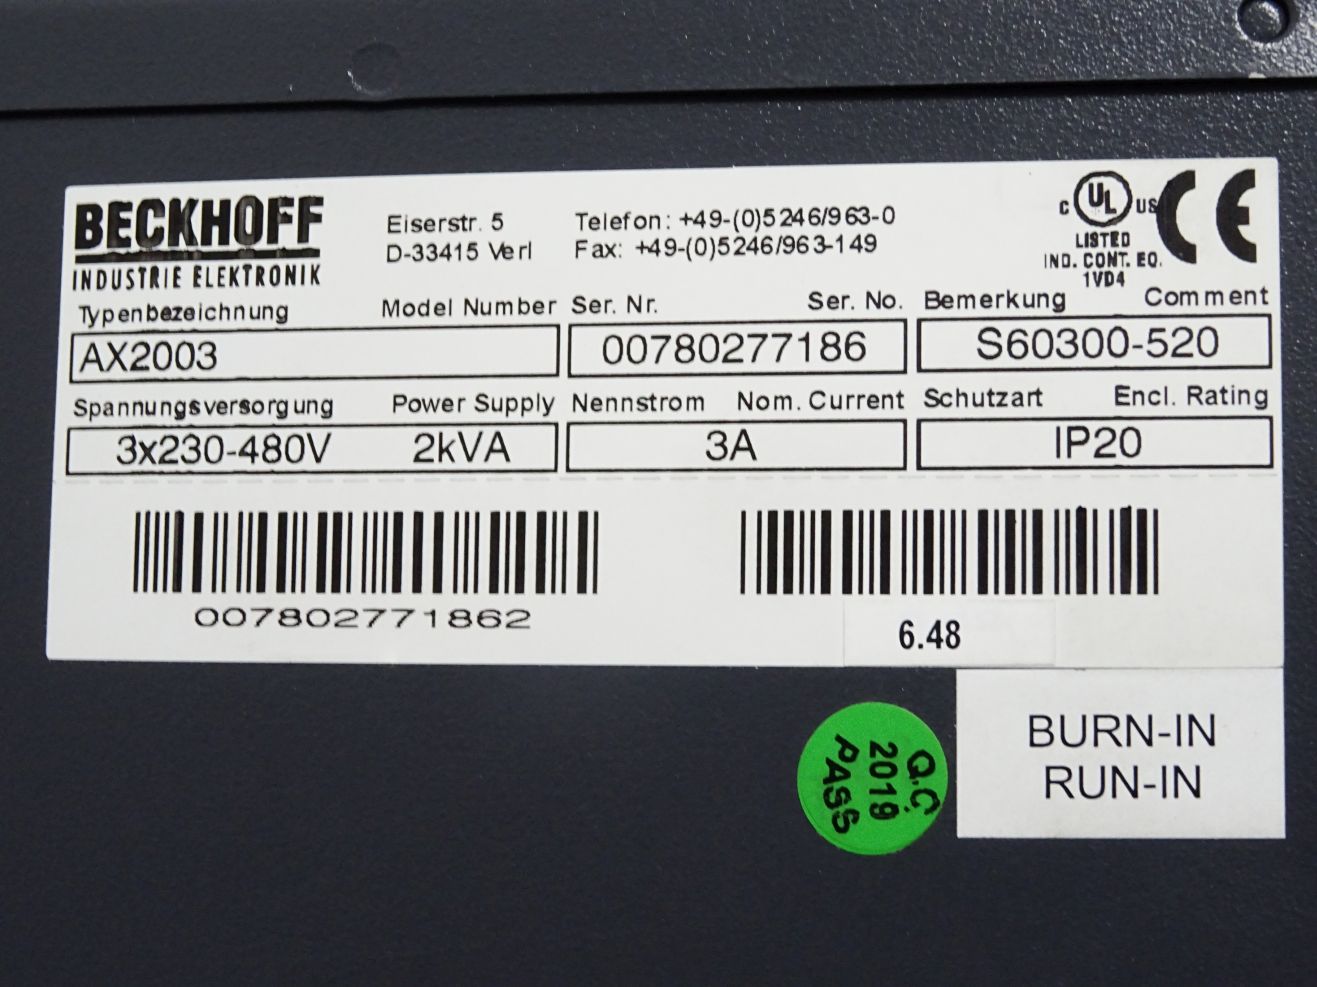 BECKHOFF
INDUSTRIE ELEKTRONIK
Eiserstr. 5
D-33415 Verl
Telefon: +49-(0)5246/963-0
Fax: +49-(0)5246/963-149
C UL US CE
LISTED
IND. CONT. EQ.
1VD4
Typenbezeichnung Model Number Ser. Nr. Ser. No. Bemerkung Comment
AX2003 00780277186 S60300-520
Spannungsversorgung Power Supply Nennstrom Nom. Current Schutzart Encl. Rating
3x230-480V 2kVA 3A IP20
007802771862
6.48
BURN-IN
RUN-IN
Q.C.
2019
PASS